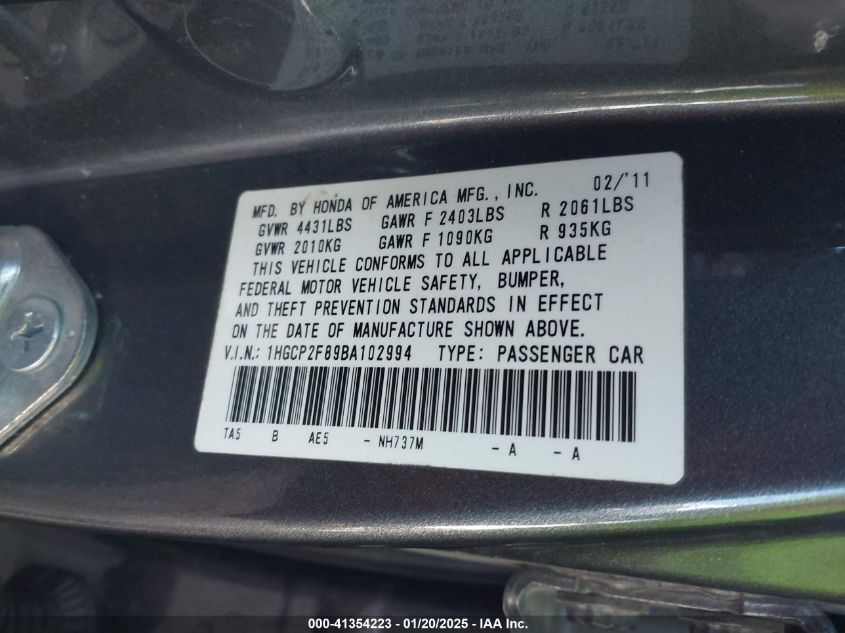 MFD. BY HONDA OF AMERICA MFG., INC. 02/'11
GVWR 4431LBS GAWR F 2403LBS R 2061LBS
GVWR 2010KG GAWR F 1090KG R 935KG
THIS VEHICLE CONFORMS TO ALL APPLICABLE
FEDERAL MOTOR VEHICLE SAFETY, BUMPER,
AND THEFT PREVENTION STANDARDS IN EFFECT
ON THE DATE OF MANUFACTURE SHOWN ABOVE.
V.I.N.: 1HGCP2F89BA102994 TYPE: PASSENGER CAR
TA5 B AE5 - NH737M - A - A
000-41354223 - 01/20/2025 - IAA Inc.